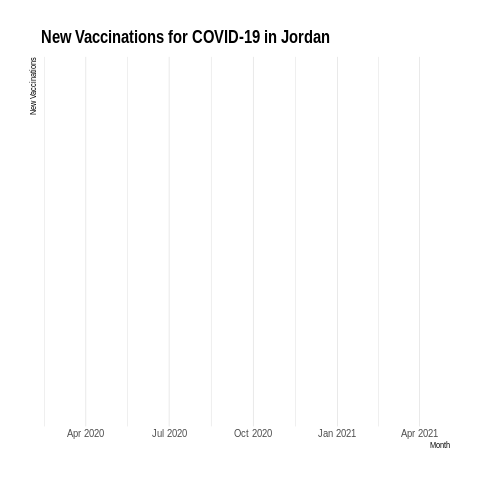 New Vaccinations for COVID-19 in Jordan
New Vaccinations
Apr 2020 Jul 2020 Oct 2020 Jan 2021 Apr 2021
Month